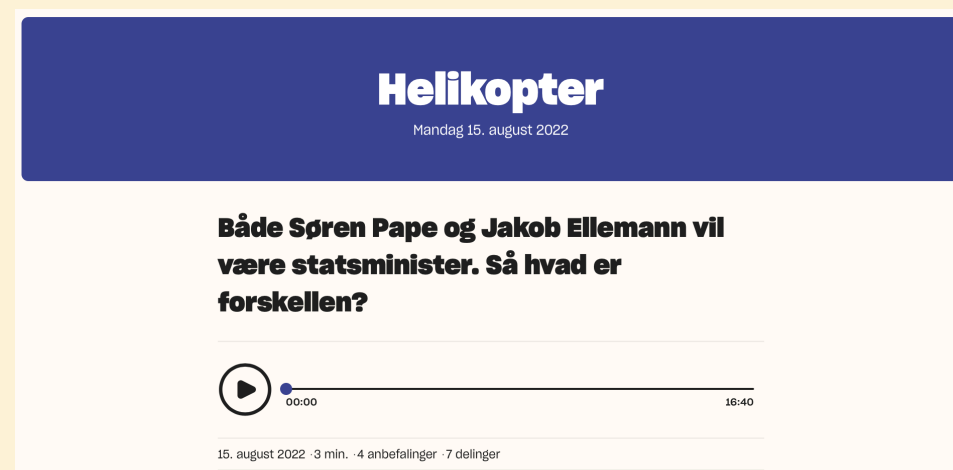 Helikopter
Mandag 15. august 2022
Både Søren Pape og Jakob Ellemann vil
være statsminister. Så hvad er
forskellen?
00:00
16:40
15. august 2022 · 3 min. · 4 anbefalinger · 7 delinger